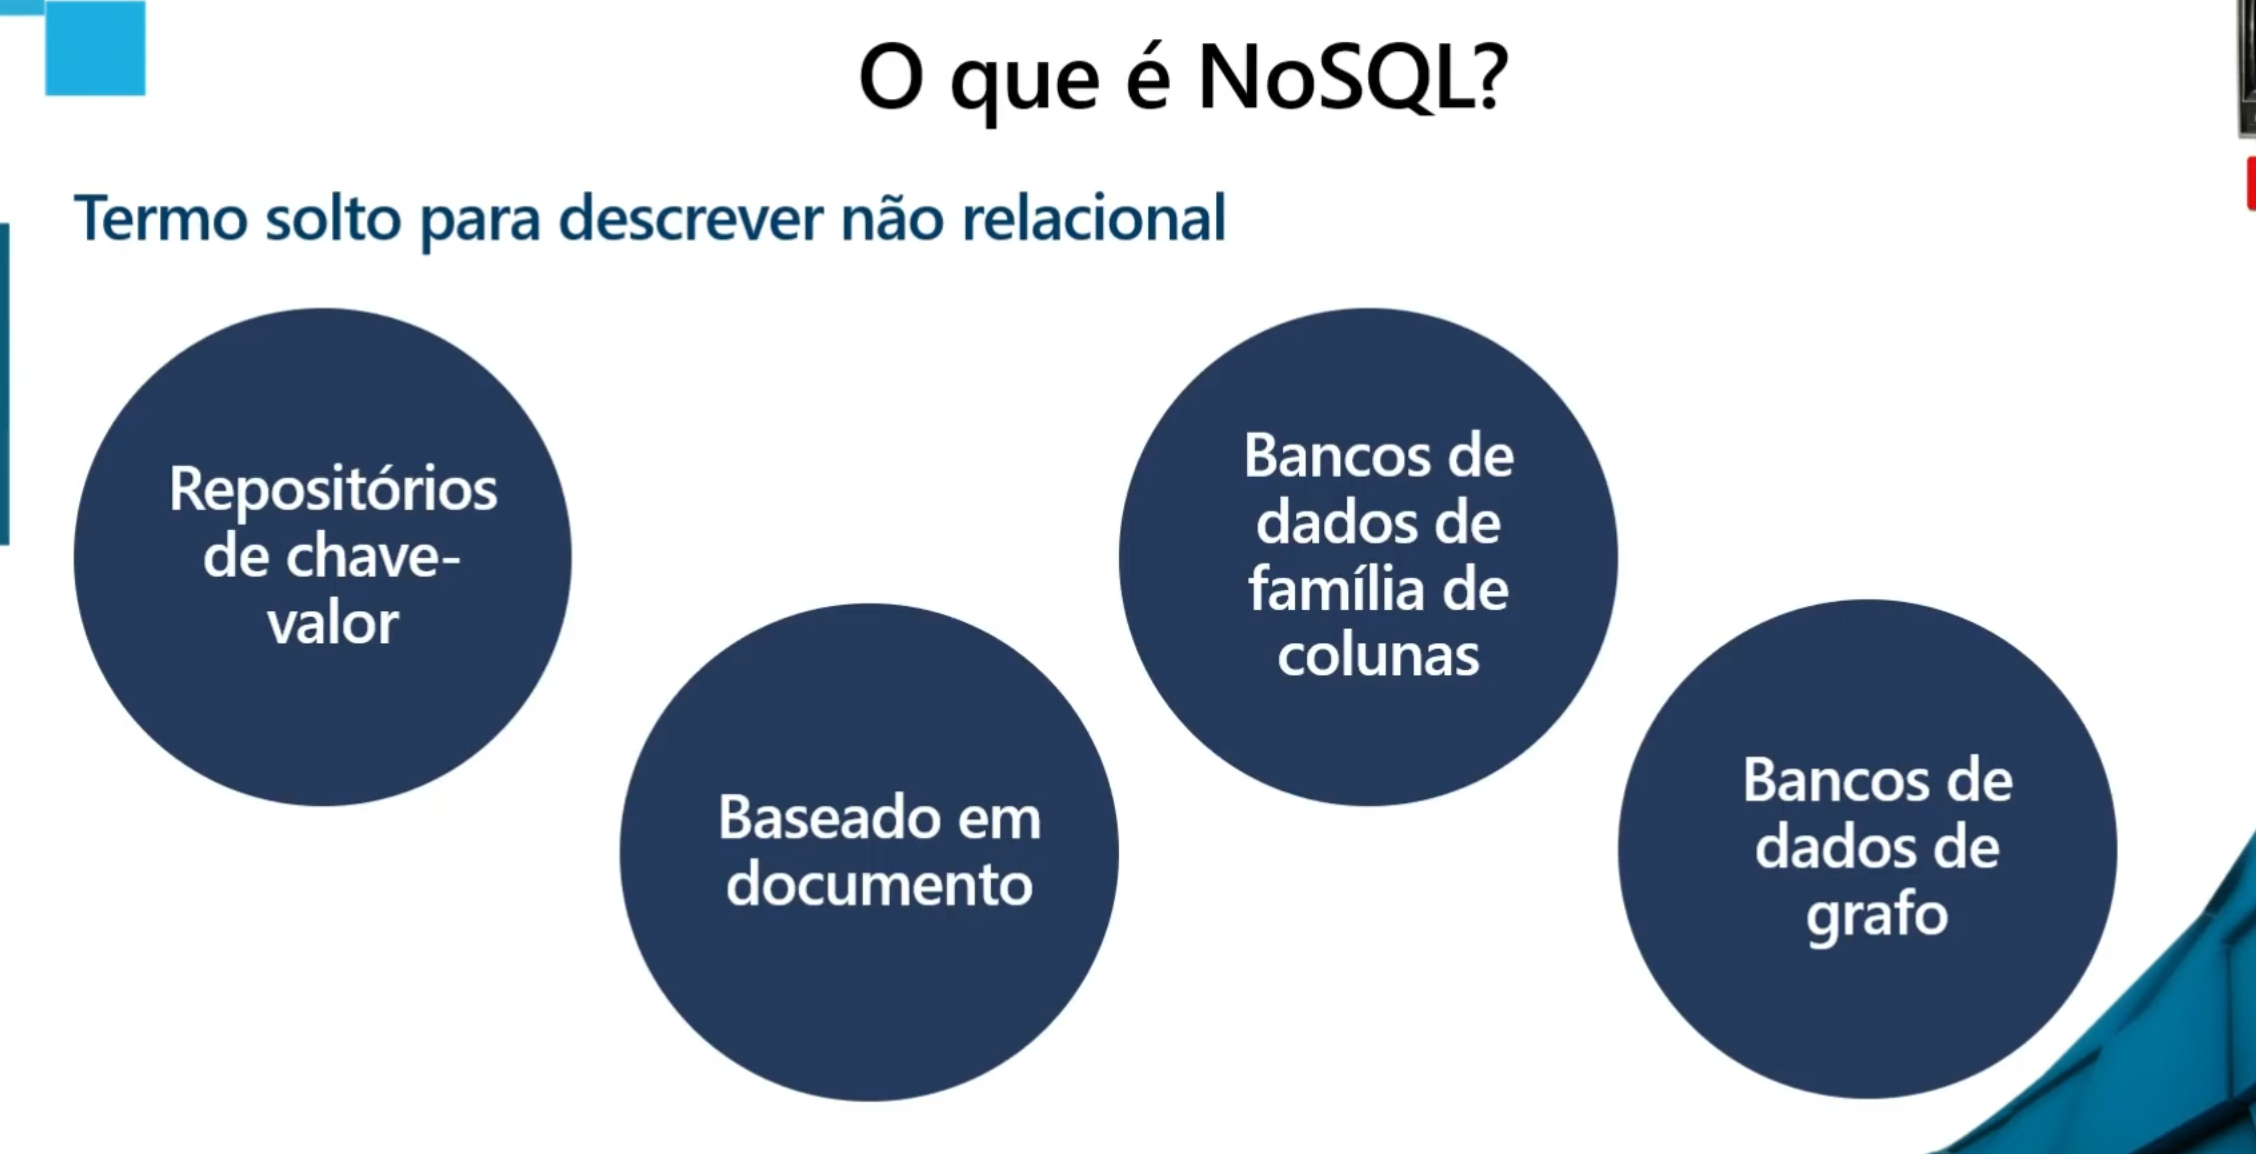 O que é NoSQL?
Termo solto para descrever não relacional
Repositórios
de chave-
valor
Baseado em
documento
Bancos de
dados de
família de
colunas
Bancos de
dados de
grafo